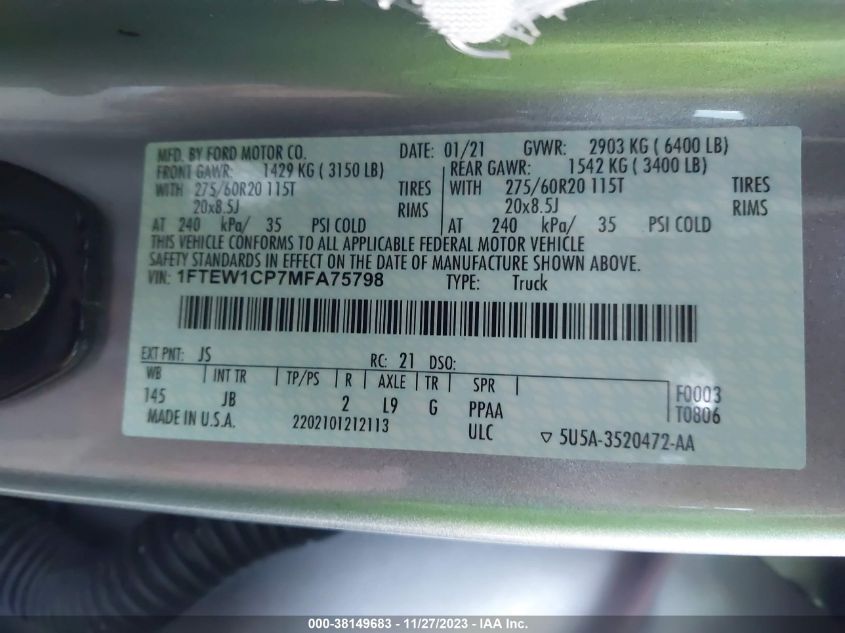 MFD. BY FORD MOTOR CO. DATE: 01/21 GVWR: 2903 KG ( 6400 LB)
FRONT GAWR: 1429 KG ( 3150 LB) REAR GAWR: 1542 KG ( 3400 LB)
WITH 275/60R20 115T TIRES WITH 275/60R20 115T TIRES
20x8.5J RIMS 20x8.5J RIMS
AT 240 kPa/ 35 PSI COLD AT 240 kPa/ 35 PSI COLD
THIS VEHICLE CONFORMS TO ALL APPLICABLE FEDERAL MOTOR VEHICLE
SAFETY STANDARDS IN EFFECT ON THE DATE OF MANUFACTURE SHOWN ABOVE.
VIN: 1FTEW1CP7MFA75798 TYPE: Truck
EXT PNT: JS RC: 21 DSO:
WB INT TR TP/PS R AXLE TR SPR F0003
145 JB 2 L9 G PPAA T0806
MADE IN U.S.A. 2202101212113 ULC ▽ 5U5A-3520472-AA
000-38149683 - 11/27/2023 - IAA Inc.